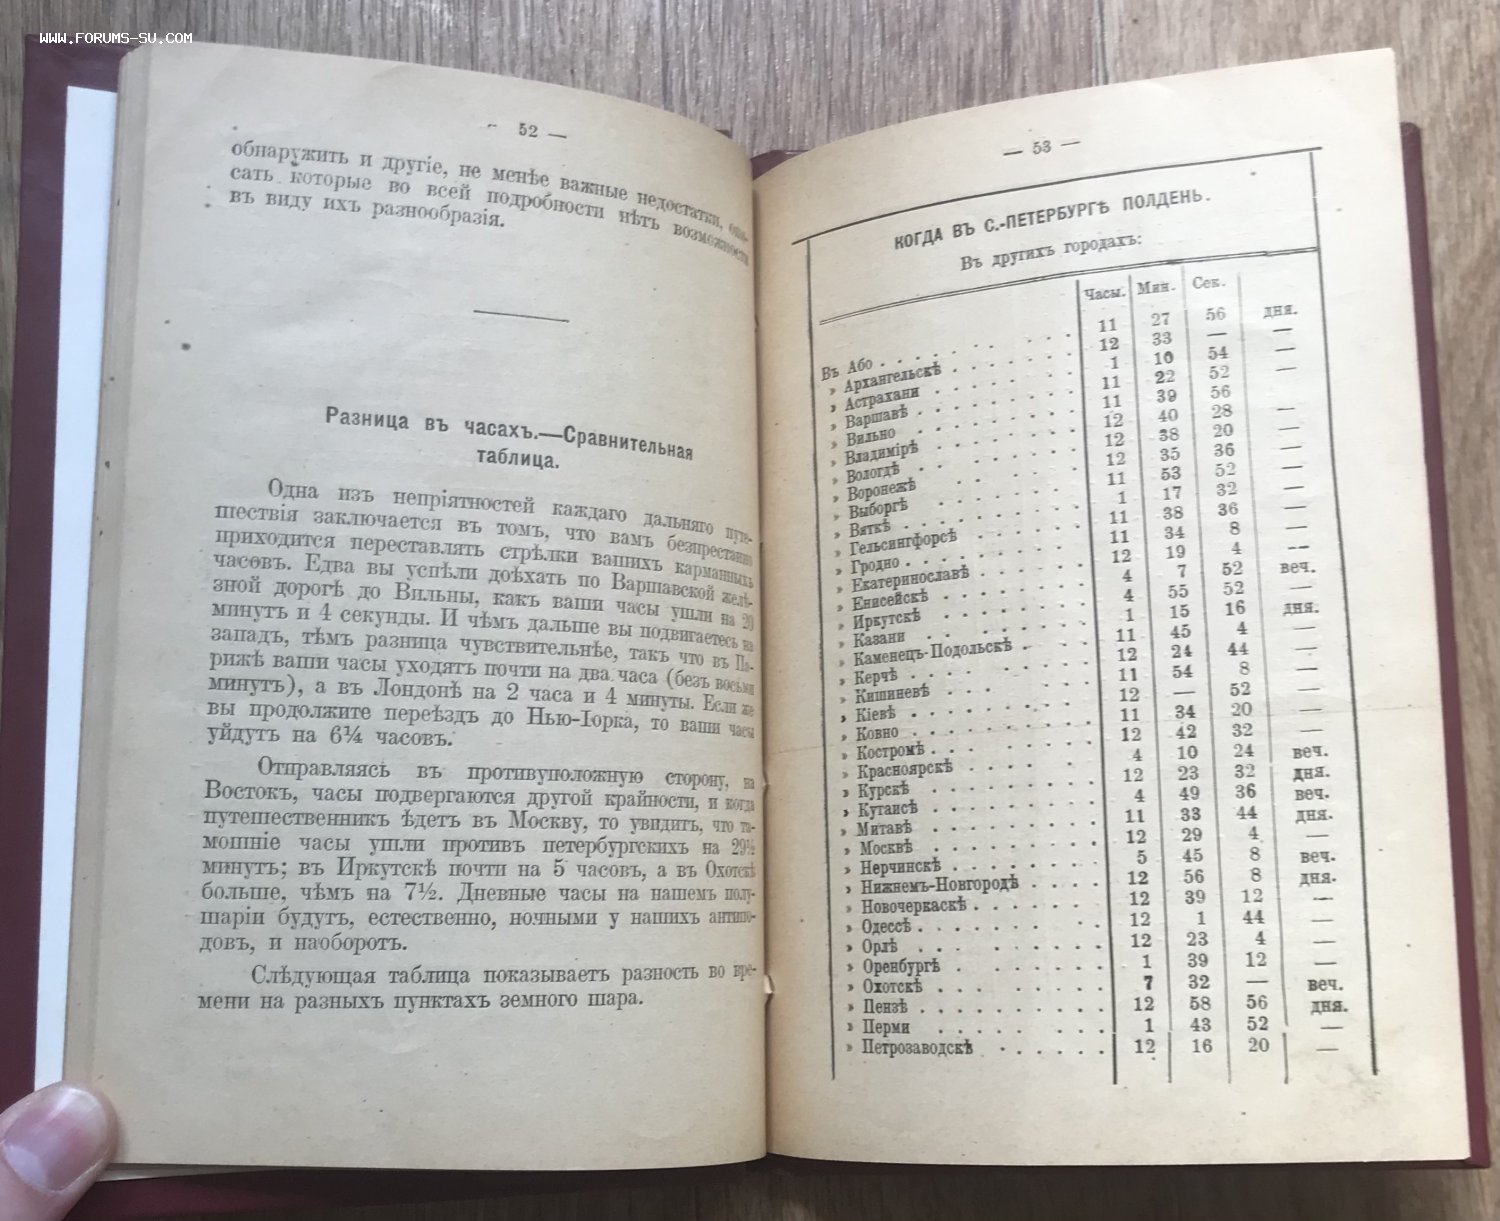 www.forums-su.com
52 —
обнаружить и другіе, не менѣе важные недостатки, опи-
сать которые во всей подробности нѣтъ возможности
въ виду ихъ разнообразія.
Разница въ часахъ.—Сравнительная
таблица.
Одна изъ непріятностей каждаго дальняго путе-
шествія заключается въ томъ, что вамъ безпрестанно
приходится переставлять стрѣлки вашихъ карманныхъ
часовъ. Едва вы успѣли доѣхать по Варшавской желѣ-
зной дорогѣ до Вильны, какъ ваши часы ушли на 20
минутъ и 4 секунды. И чѣмъ дальше вы подвигаетесь на
западъ, тѣмъ разница чувствительнѣе, такъ что въ Па-
рижѣ ваши часы уходятъ почти на два часа (безъ восьми
минутъ), а въ Лондонѣ на 2 часа и 4 минуты. Если же
вы продолжите переѣздъ до Нью-Іорка, то ваши часы
уйдутъ на 6¼ часовъ.
Отправляясь въ противуположную сторону, на
Востокъ, часы подвергаются другой крайности, и когда
путешественникъ ѣдетъ въ Москву, то увидитъ, что та-
мошніе часы ушли противъ петербургскихъ на 29½
минутъ; въ Иркутскѣ почти на 5 часовъ, а въ Охотскѣ
больше, чѣмъ на 7½. Дневные часы на нашемъ полу-
шаріи будутъ, естественно, ночными у нашихъ антипо-
довъ, и наоборотъ.
Слѣдующая таблица показываетъ разность во вре-
мени на разныхъ пунктахъ земного шара.
— 53 —
КОГДА ВЪ С.-ПЕТЕРБУРГѢ ПОЛДЕНЬ.
Въ другихъ городахъ:
Часы. Мин. Сек.
Въ Або 11 27 56 дня.
» Архангельскѣ 12 33 — —
» Астрахани 1 10 54 —
» Варшавѣ 11 22 52 —
» Вильно 11 39 56
» Владимірѣ 12 40 28 —
» Вологдѣ 12 38 20 —
» Воронежѣ 12 35 36 —
» Выборгѣ 11 53 52 —
» Вяткѣ 1 17 32 —
» Гельсингфорсѣ 11 38 36 —
» Гродно 11 34 8 —
» Екатеринославѣ 12 19 4 —
» Енисейскѣ 4 7 52 веч.
» Иркутскѣ 4 55 52 —
» Казани 1 15 16 дня.
» Каменецъ-Подольскѣ 11 45 4 —
» Керчѣ 12 24 44 —
» Кишиневѣ 11 54 8 —
» Кіевѣ 12 — 52 —
» Ковно 11 34 20 —
» Костромѣ 12 42 32 —
» Красноярскѣ 4 10 24 веч.
» Курскѣ 12 23 32 дня.
» Кутаисѣ 4 49 36 веч.
» Митавѣ 11 33 44 дня.
» Москвѣ 12 29 4 —
» Нерчинскѣ 5 45 8 веч.
» Нижнемъ-Новгородѣ 12 56 8 дня.
» Новочеркаскѣ 12 39 12 —
» Одессѣ 12 1 44 —
» Орлѣ 12 23 4 —
» Оренбургѣ 1 39 12 —
» Охотскѣ 7 32 — веч.
» Пензѣ 12 58 56 дня.
» Перми 1 43 52 —
» Петрозаводскѣ 12 16 20 —